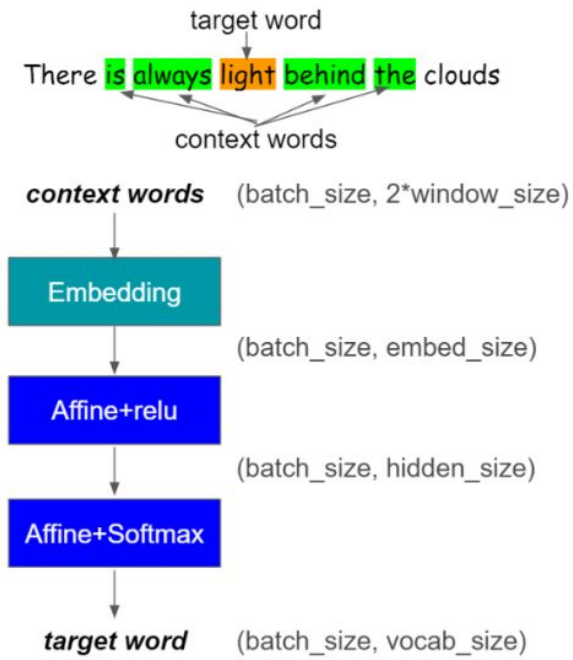 target word
There is always light behind the clouds
context words
context words (batch_size, 2*window_size)
Embedding
(batch_size, embed_size)
Affine+relu
(batch_size, hidden_size)
Affine+Softmax
target word (batch_size, vocab_size)